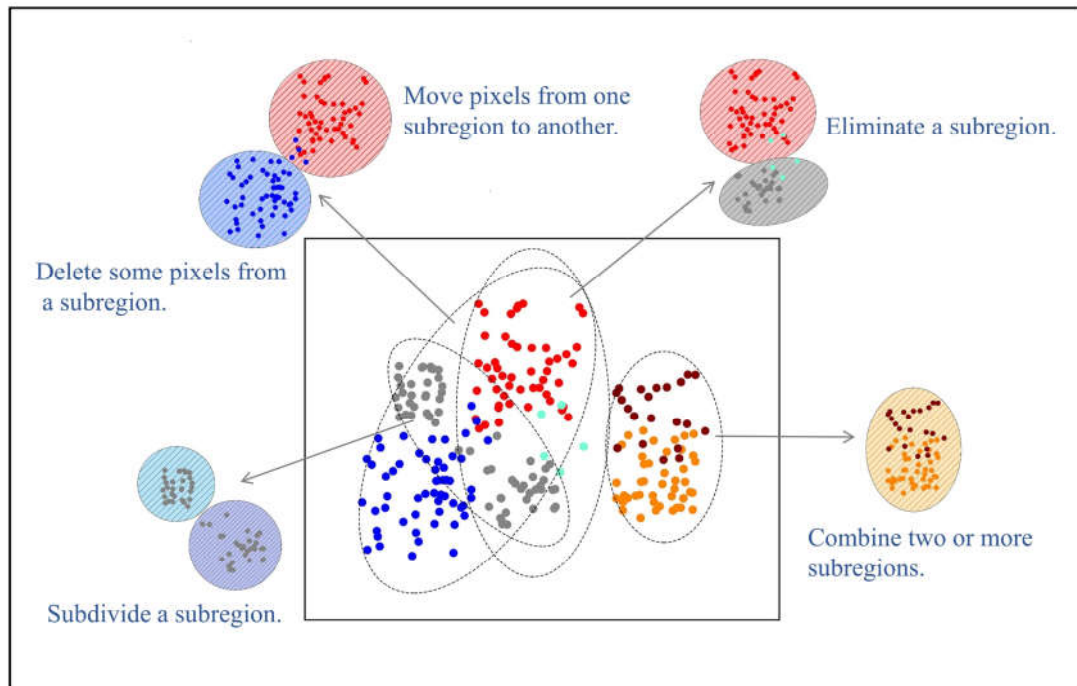 Move pixels from one
subregion to another.
Eliminate a subregion.
Delete some pixels from
a subregion.
Combine two or more
subregions.
Subdivide a subregion.